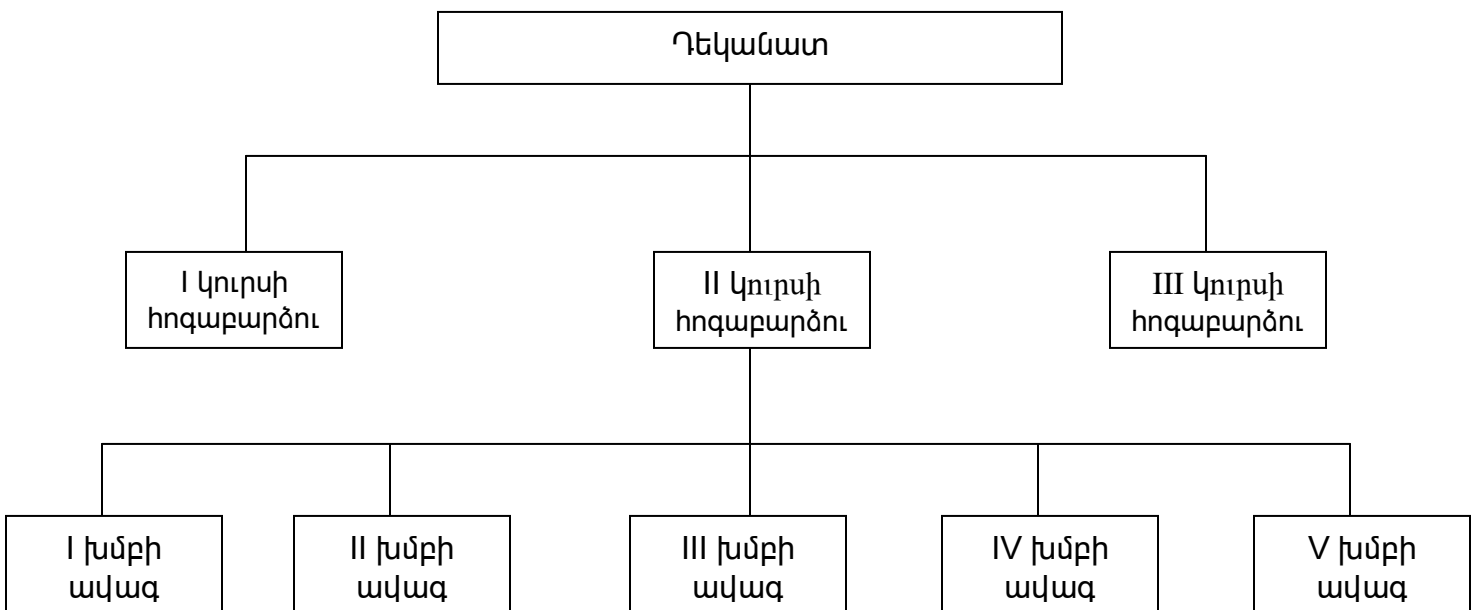 Դեկանատ
I կուրսի
հոգաբարձու
II կուրսի
հոգաբարձու
III կուրսի
հոգաբարձու
I խմբի
ավագ
II խմբի
ավագ
III խմբի
ավագ
IV խմբի
ավագ
V խմբի
ավագ